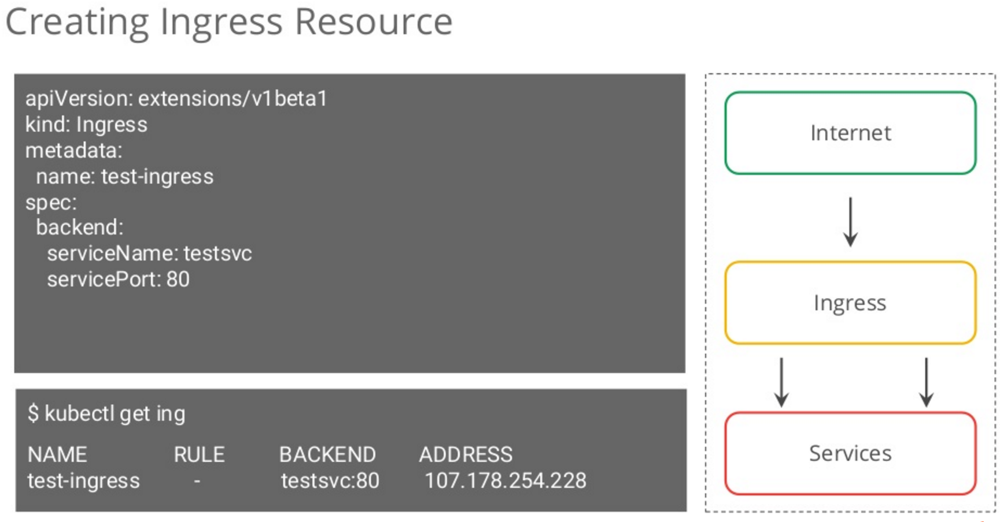 Creating Ingress Resource
apiVersion: extensions/v1beta1
kind: Ingress
metadata:
  name: test-ingress
spec:
  backend:
    serviceName: testsvc
    servicePort: 80
$ kubectl get ing
NAME RULE BACKEND ADDRESS
test-ingress - testsvc:80 107.178.254.228
Internet
Ingress
Services